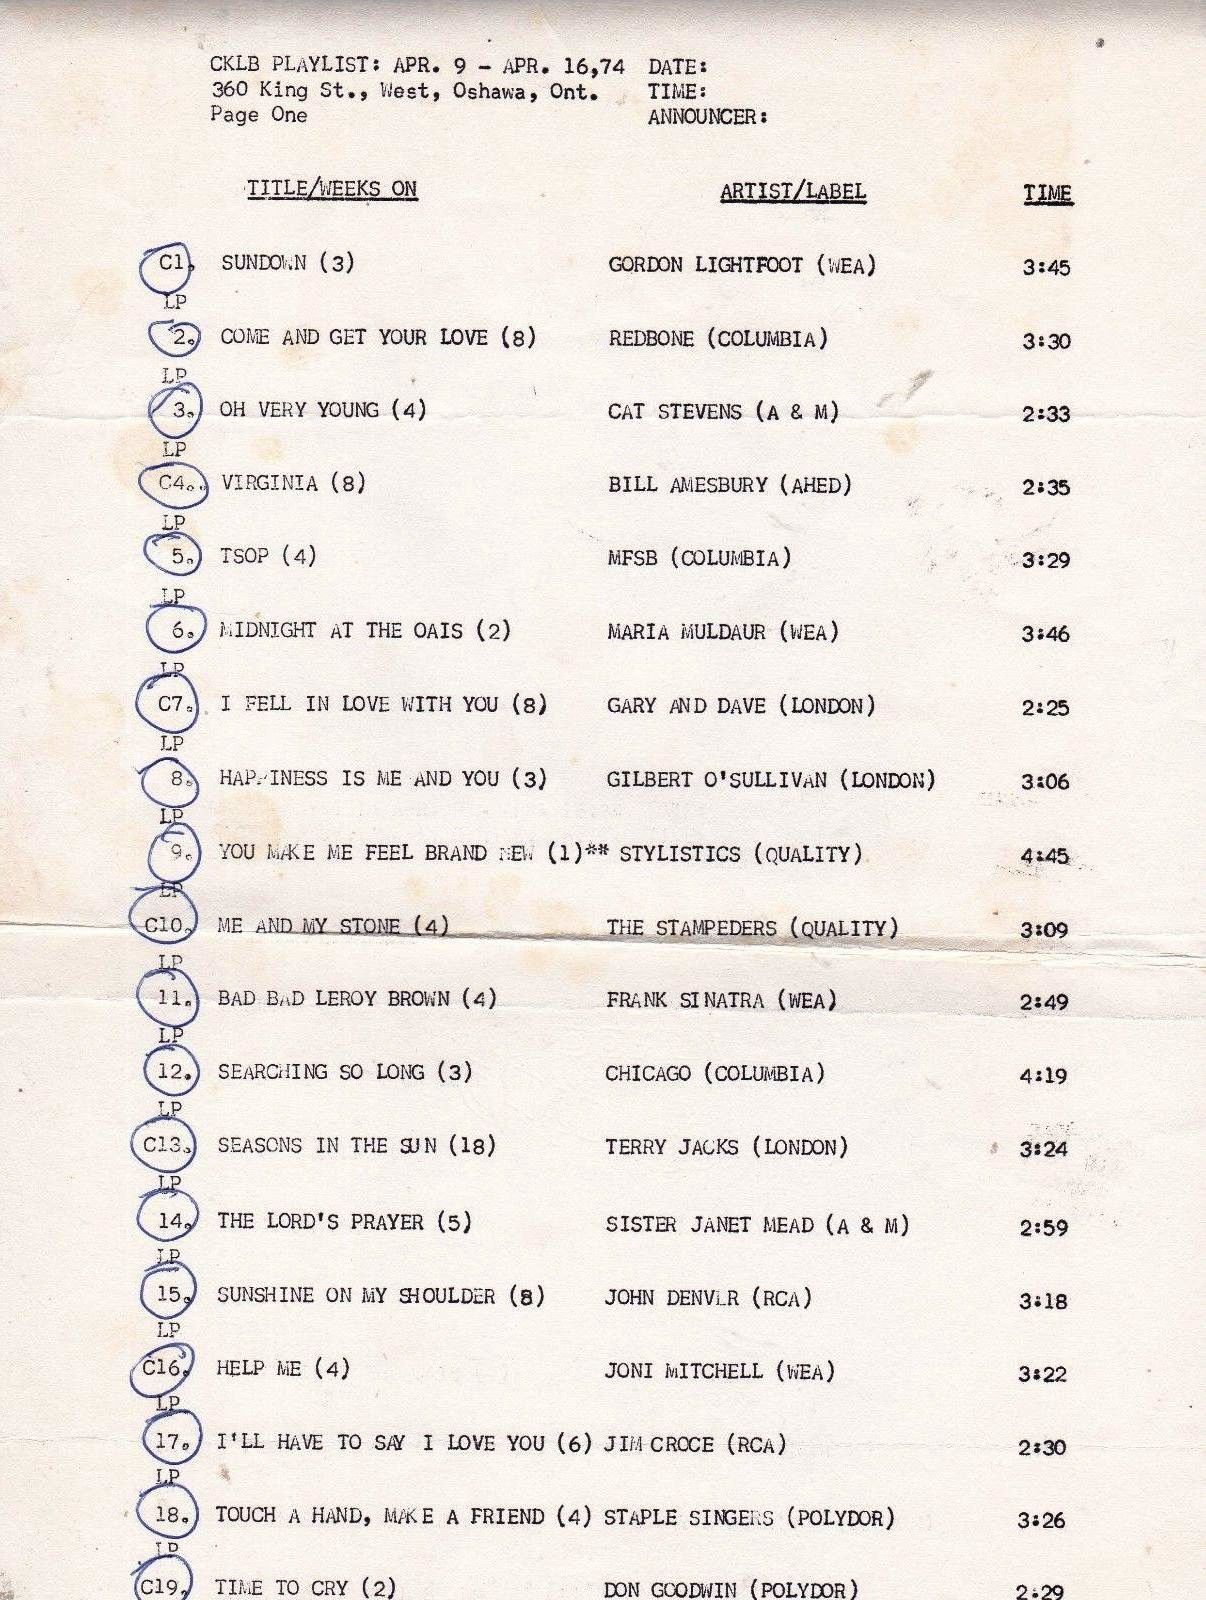 CKLB PLAYLIST: APR. 9 - APR. 16,74 DATE:
360 King St., West, Oshawa, Ont. TIME:
Page One ANNOUNCER:
TITLE/WEEKS ON ARTIST/LABEL TIME
C1. SUNDOWN (3) GORDON LIGHTFOOT (WEA) 3:45
LP
2. COME AND GET YOUR LOVE (8) REDBONE (COLUMBIA) 3:30
LP
3. OH VERY YOUNG (4) CAT STEVENS (A & M) 2:33
LP
C4.. VIRGINIA (8) BILL AMESBURY (AHED) 2:35
LP
5. TSOP (4) MFSB (COLUMBIA) 3:29
LP
6. MIDNIGHT AT THE OAIS (2) MARIA MULDAUR (WEA) 3:46
LP
C7. I FELL IN LOVE WITH YOU (8) GARY AND DAVE (LONDON) 2:25
LP
8. HAPPINESS IS ME AND YOU (3) GILBERT O'SULLIVAN (LONDON) 3:06
LP
9. YOU MAKE ME FEEL BRAND NEW (1)** STYLISTICS (QUALITY) 4:45
LP
C10. ME AND MY STONE (4) THE STAMPEDERS (QUALITY) 3:09
LP
11. BAD BAD LEROY BROWN (4) FRANK SINATRA (WEA) 2:49
LP
12. SEARCHING SO LONG (3) CHICAGO (COLUMBIA) 4:19
LP
C13. SEASONS IN THE SUN (18) TERRY JACKS (LONDON) 3:24
LP
14. THE LORD'S PRAYER (5) SISTER JANET MEAD (A & M) 2:59
LP
15. SUNSHINE ON MY SHOULDER (8) JOHN DENVER (RCA) 3:18
LP
C16. HELP ME (4) JONI MITCHELL (WEA) 3:22
LP
17. I'LL HAVE TO SAY I LOVE YOU (6) JIM CROCE (RCA) 2:30
LP
18. TOUCH A HAND, MAKE A FRIEND (4) STAPLE SINGERS (POLYDOR) 3:26
LP
C19. TIME TO CRY (2) DON GOODWIN (POLYDOR) 2:29